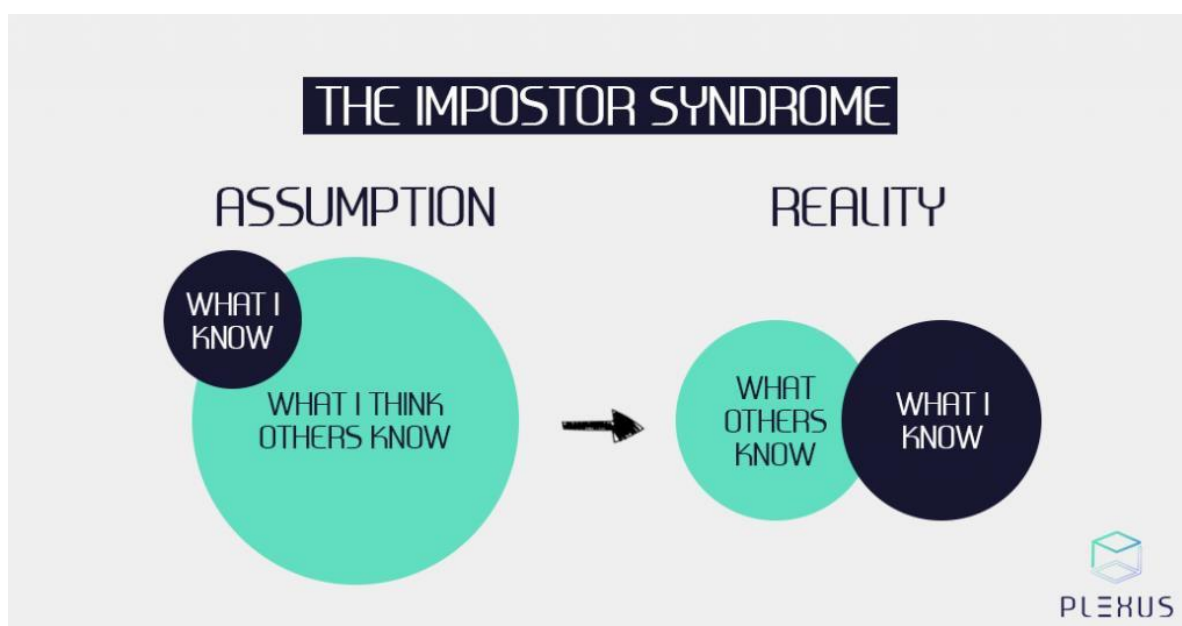 THE IMPOSTOR SYNDROME
ASSUMPTION
WHAT I
KNOW
WHAT I THINK
OTHERS KNOW
REALITY
WHAT
OTHERS
KNOW
WHAT I
KNOW
PLEXUS